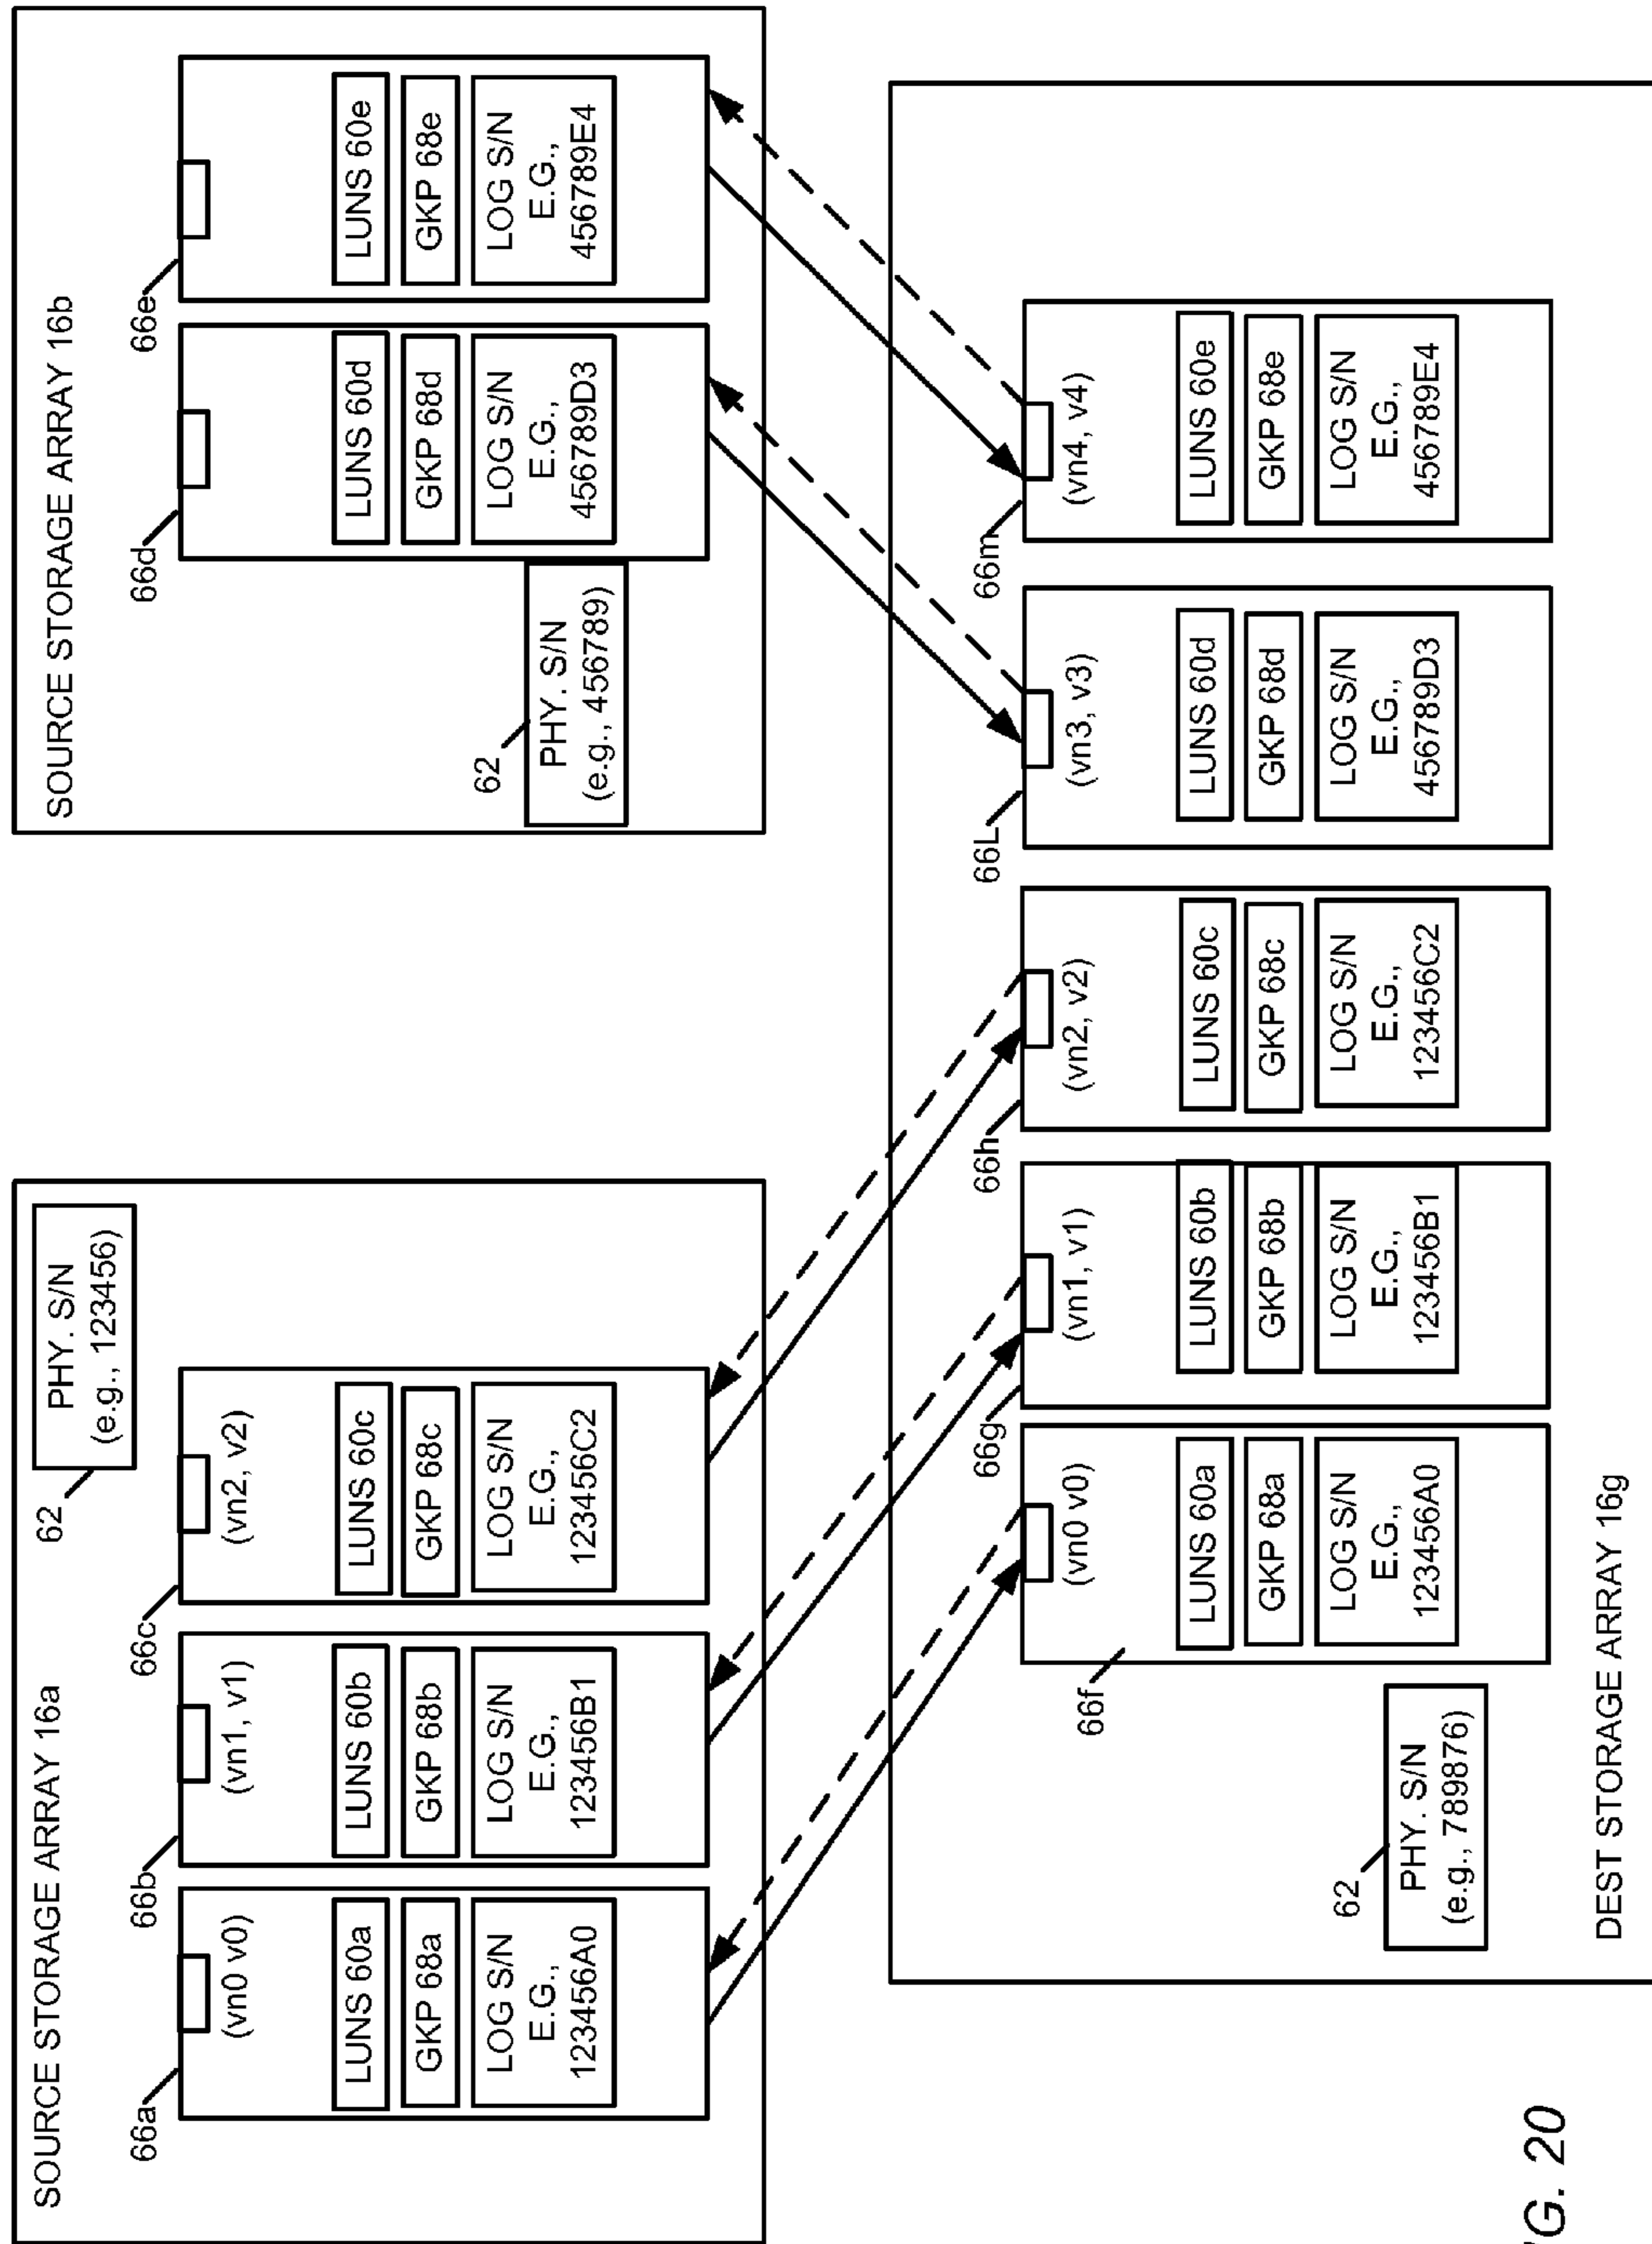 SOURCE STORAGE ARRAY 16a
62
PHY. S/N
(e.g., 123456)
66a
(vn0 v0)
LUNS 60a
GKP 68a
LOG S/N
E.G.,
123456A0
66b
(vn1, v1)
LUNS 60b
GKP 68b
LOG S/N
E.G.,
123456B1
66c
(vn2, v2)
LUNS 60c
GKP 68c
LOG S/N
E.G.,
123456C2
SOURCE STORAGE ARRAY 16b
62
PHY. S/N
(e.g., 456789)
66d
LUNS 60d
GKP 68d
LOG S/N
E.G.,
456789D3
66e
LUNS 60e
GKP 68e
LOG S/N
E.G.,
456789E4
62
PHY. S/N
(e.g., 789876)
66f
(vn0 v0)
LUNS 60a
GKP 68a
LOG S/N
E.G.,
123456A0
66g
(vn1, v1)
LUNS 60b
GKP 68b
LOG S/N
E.G.,
123456B1
66h
(vn2, v2)
LUNS 60c
GKP 68c
LOG S/N
E.G.,
123456C2
66L
(vn3, v3)
LUNS 60d
GKP 68d
LOG S/N
E.G.,
456789D3
66m
(vn4, v4)
LUNS 60e
GKP 68e
LOG S/N
E.G.,
456789E4
DEST STORAGE ARRAY 16g
G. 20